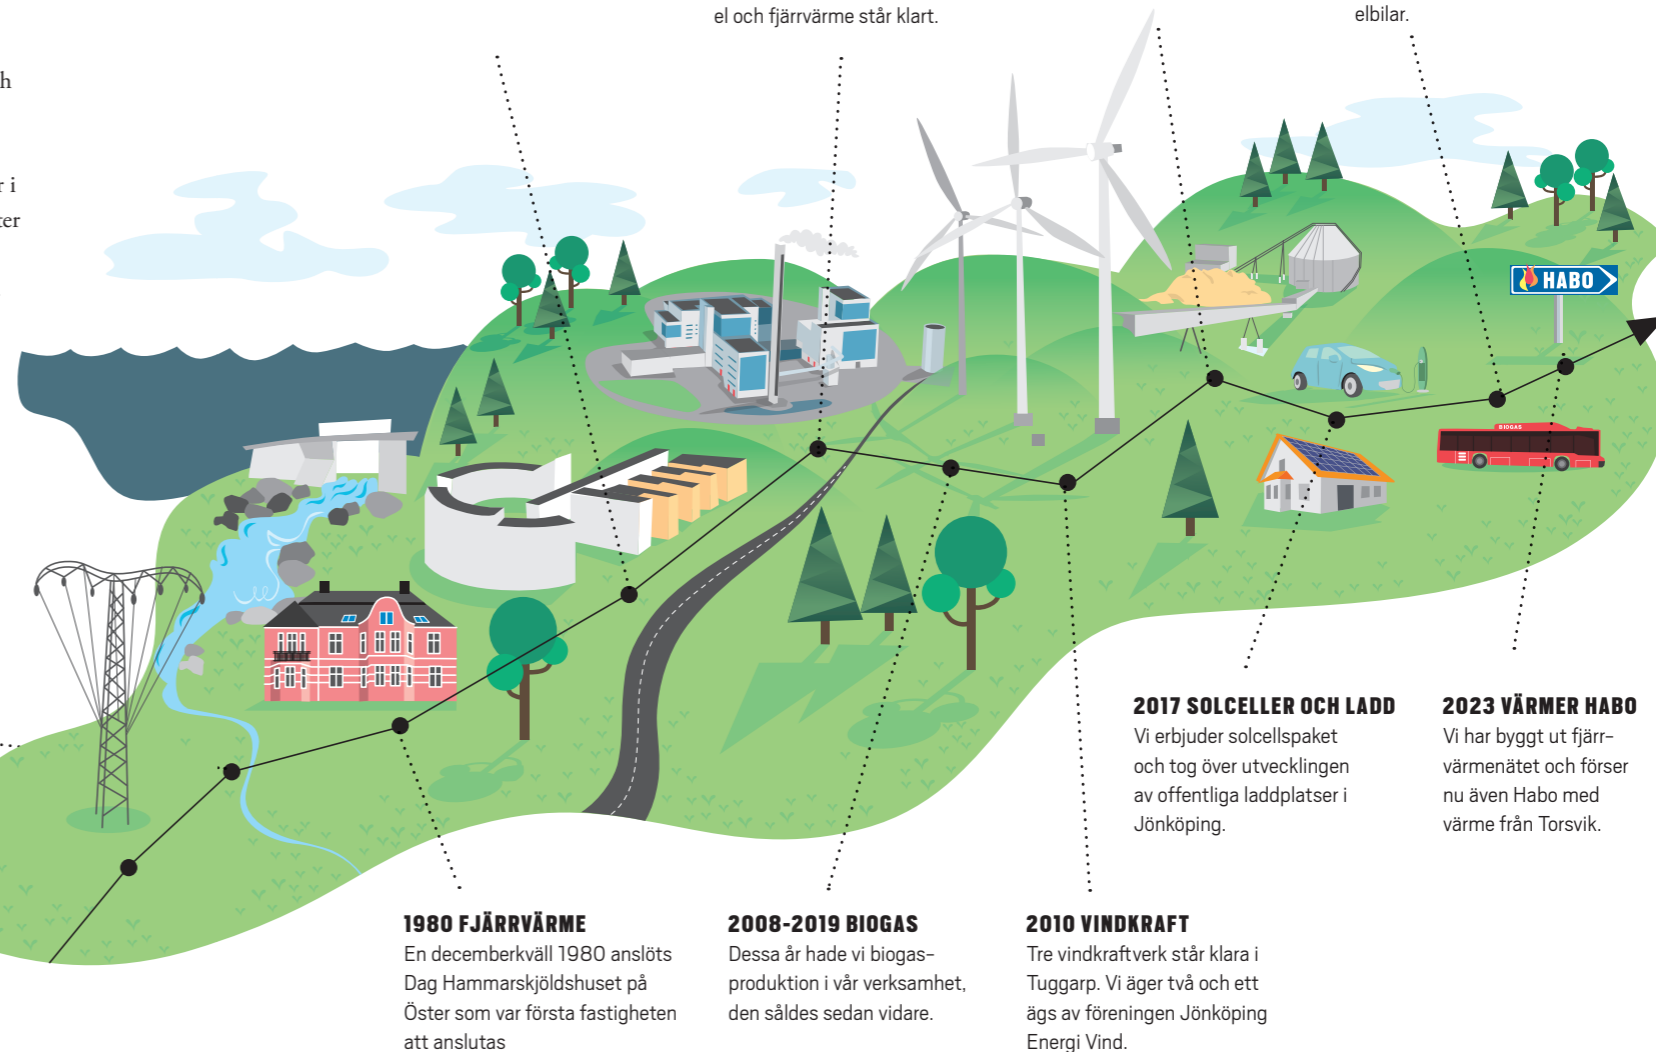 el och fjärrvärme står klart.
elbilar.
h
r i
ter
HABO
BIOGAS
2017 SOLCELLER OCH LADD
Vi erbjuder solcellspaket
och tog över utvecklingen
av offentliga laddplatser i
Jönköping.
2023 VÄRMER HABO
Vi har byggt ut fjärr-
värmenätet och förser
nu även Habo med
värme från Torsvik.
1980 FJÄRRVÄRME
En decemberkväll 1980 anslöts
Dag Hammarskjöldshuset på
Öster som var första fastigheten
att anslutas
2008-2019 BIOGAS
Dessa år hade vi biogas-
produktion i vår verksamhet,
den såldes sedan vidare.
2010 VINDKRAFT
Tre vindkraftverk står klara i
Tuggarp. Vi äger två och ett
ägs av föreningen Jönköping
Energi Vind.